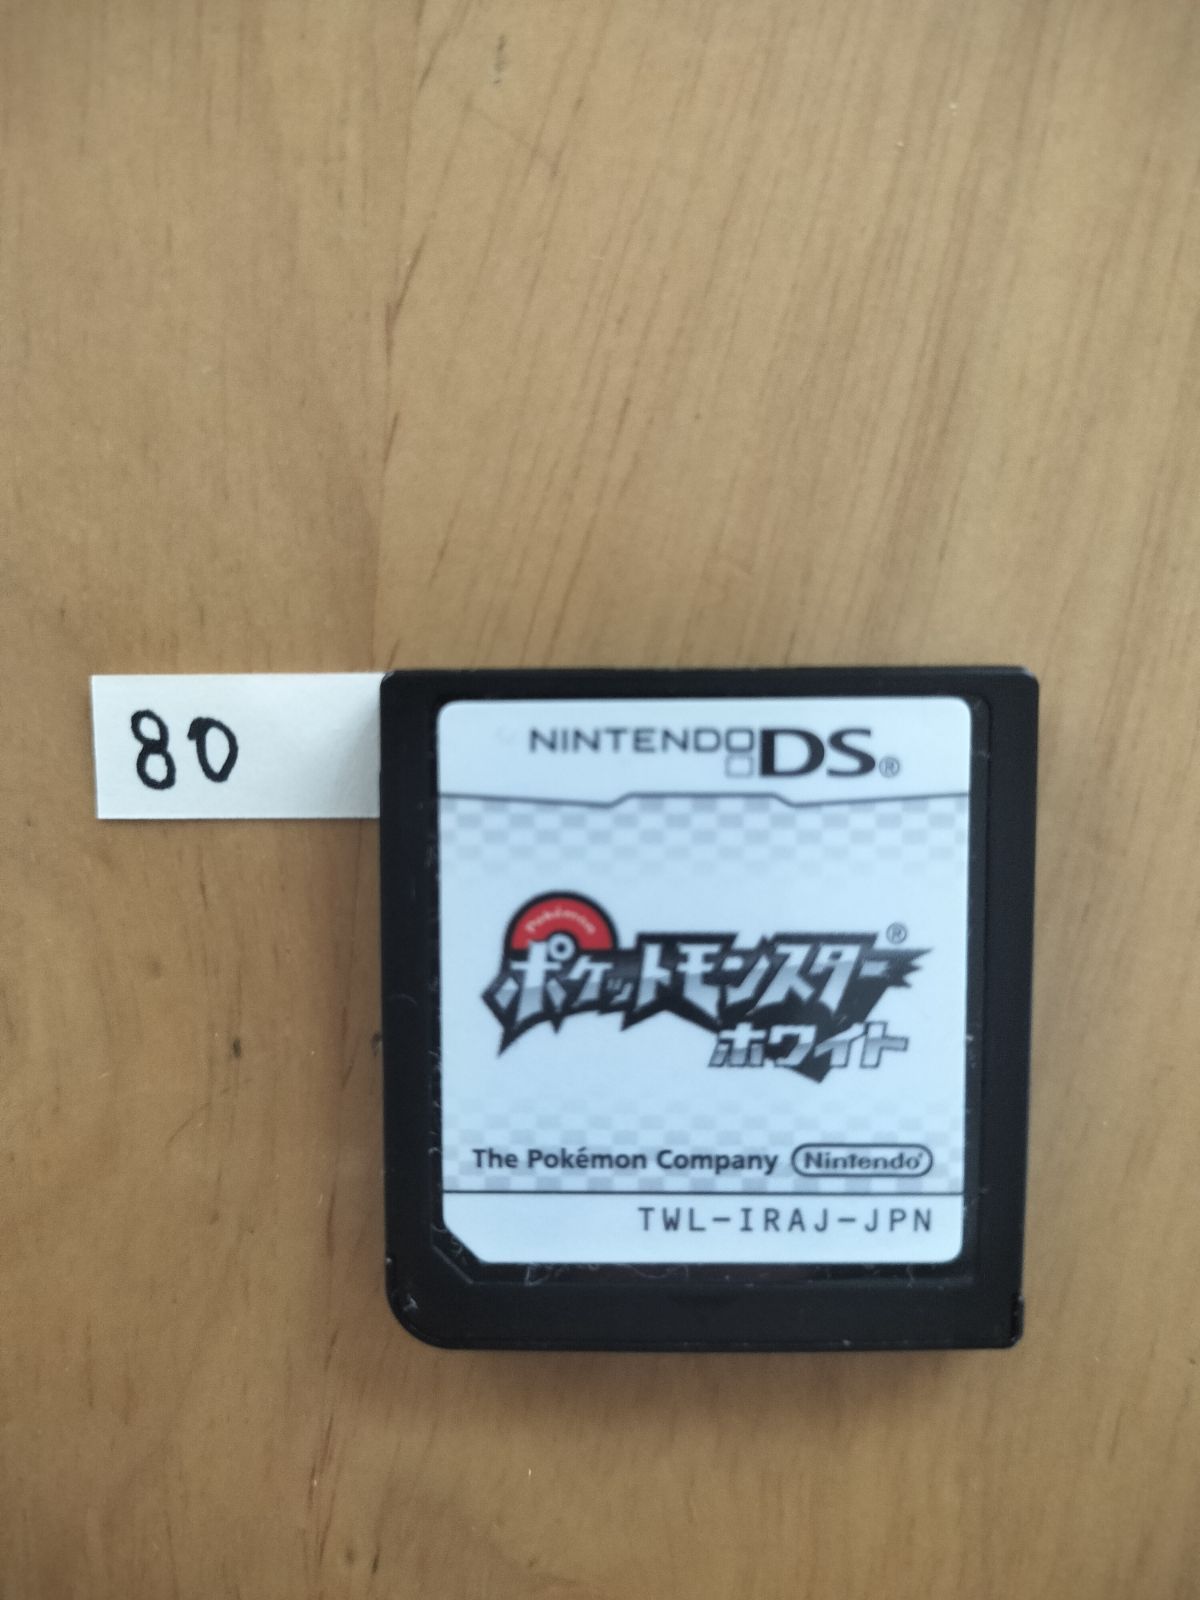 80
NINTENDO DS®
Pokémon
ポケットモンスター®
ホワイト
The Pokémon Company Nintendo®
TWL-IRAJ-JPN